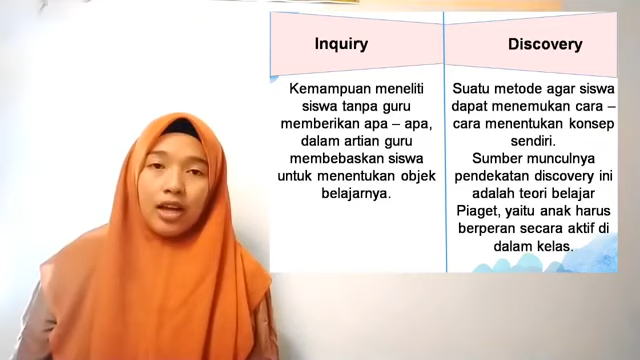 Inquiry
Kemampuan meneliti
siswa tanpa guru
memberikan apa – apa,
dalam artian guru
membebaskan siswa
untuk menentukan objek
belajarnya.
Discovery
Suatu metode agar siswa
dapat menemukan cara –
cara menentukan konsep
sendiri.
Sumber munculnya
pendekatan discovery ini
adalah teori belajar
Piaget, yaitu anak harus
berperan secara aktif di
dalam kelas.